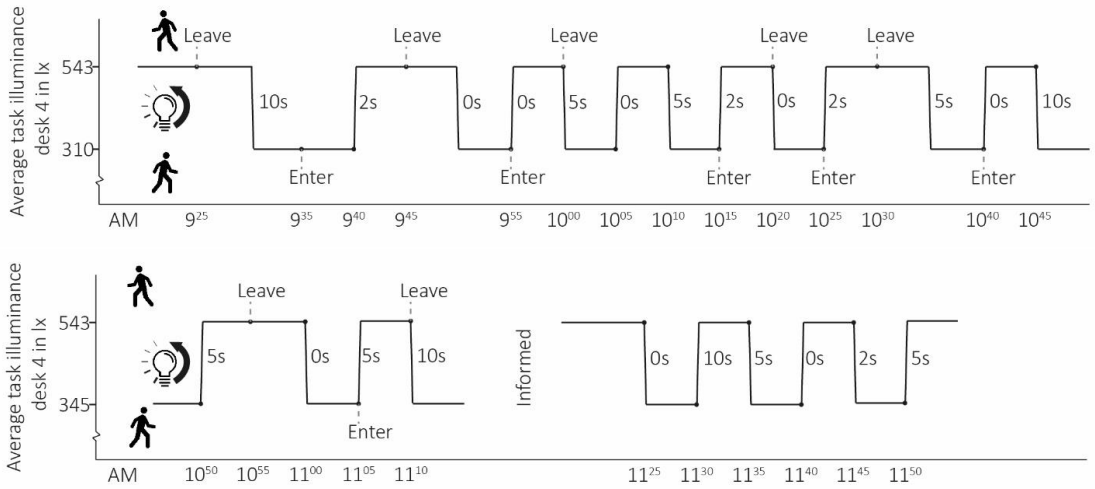 Average task illuminance
desk 4 in lx
Leave Leave Leave Leave Leave
543
10s 2s 0s 0s 5s 0s 5s 2s 0s 2s 5s 0s 10s
310
Enter Enter Enter Enter Enter
AM 9²⁵ 9³⁵ 9⁴⁰ 9⁴⁵ 9⁵⁵ 10⁰⁰ 10⁰⁵ 10¹⁰ 10¹⁵ 10²⁰ 10²⁵ 10³⁰ 10⁴⁰ 10⁴⁵
Average task illuminance
desk 4 in lx
Leave Leave
543
5s 0s 5s 10s Informed 0s 10s 5s 0s 2s 5s
345
Enter
AM 10⁵⁰ 10⁵⁵ 11⁰⁰ 11⁰⁵ 11¹⁰ 11²⁵ 11³⁰ 11³⁵ 11⁴⁰ 11⁴⁵ 11⁵⁰